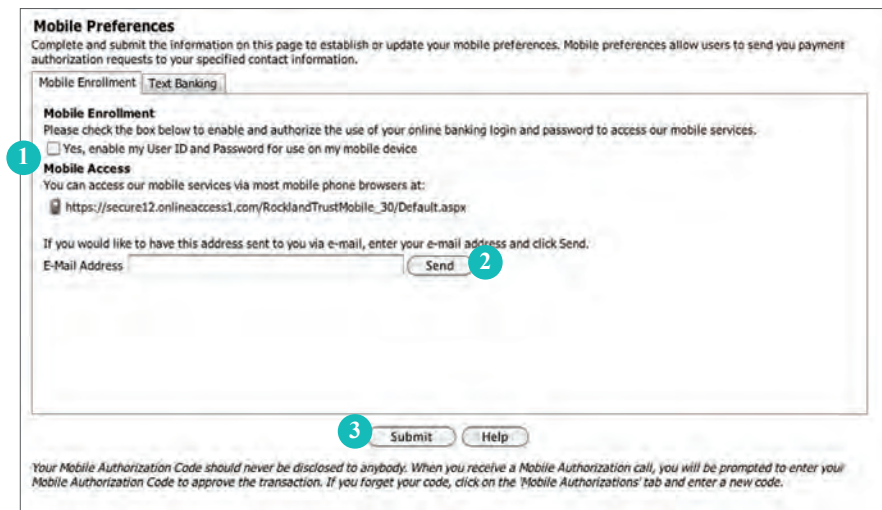 Mobile Preferences
Complete and submit the information on this page to establish or update your mobile preferences. Mobile preferences allow users to send you payment
authorization requests to your specified contact information.
Mobile Enrollment Text Banking
Mobile Enrollment
Please check the box below to enable and authorize the use of your online banking login and password to access our mobile services.
1 Yes, enable my User ID and Password for use on my mobile device
Mobile Access
You can access our mobile services via most mobile phone browsers at:
https://secure12.onlineaccess1.com/RocklandTrustMobile_30/Default.aspx
If you would like to have this address sent to you via e-mail, enter your e-mail address and click Send.
E-Mail Address Send 2
3 Submit Help
Your Mobile Authorization Code should never be disclosed to anybody. When you receive a Mobile Authorization call, you will be prompted to enter your
Mobile Authorization Code to approve the transaction. If you forget your code, click on the 'Mobile Authorizations' tab and enter a new code.